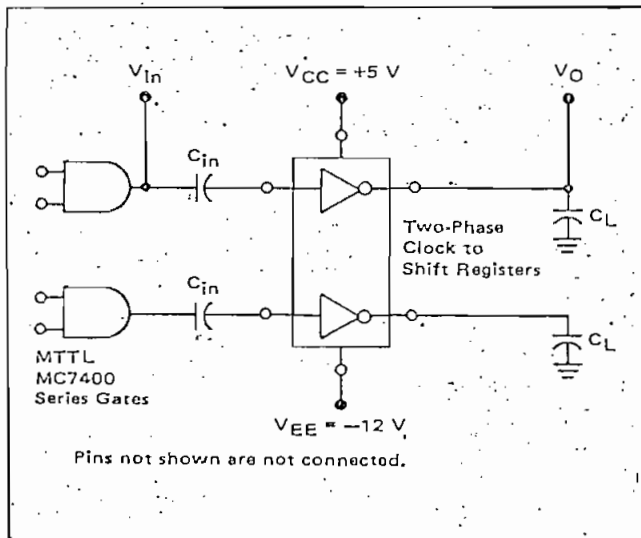 V_In
V_CC = +5 V
V_O
C_in
Two-Phase
Clock to
Shift Registers
C_L
C_in
C_L
MTTL
MC7400
Series Gates
V_EE = -12 V
Pins not shown are not connected.